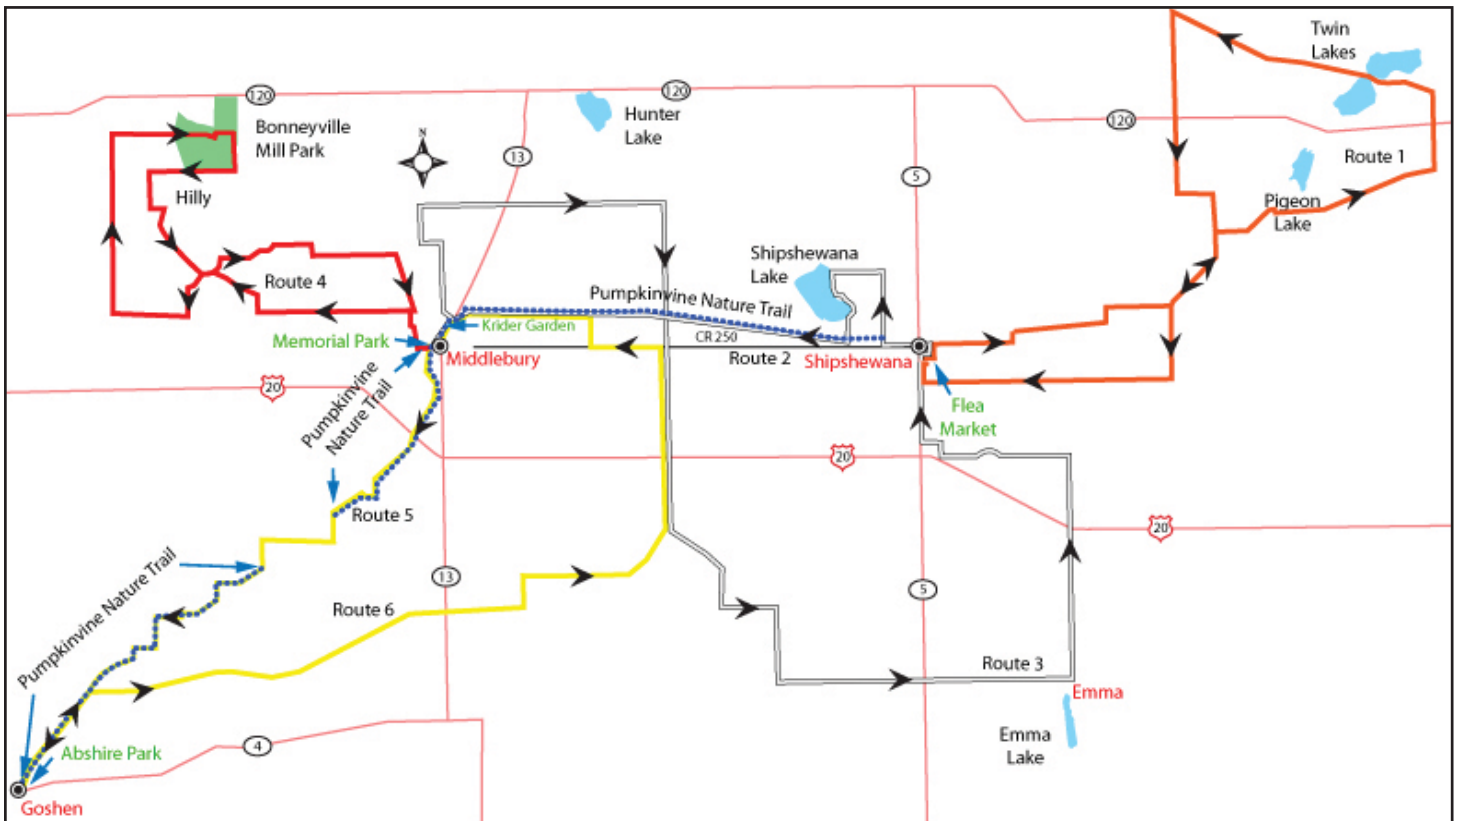 Twin
Lakes
120
120
Bonneyville
Mill Park
Hunter
Lake
120
N
13
5
Route 1
Hilly
Pigeon
Lake
Shipshewana
Lake
Route 4
Pumpkinvine Nature Trail
Krider Garden
Memorial Park
CR 250
Middlebury
Route 2
Shipshewana
20
Pumpkinvine
Nature Trail
Flea
Market
20
Route 5
20
Pumpkinvine Nature Trail
13
5
Route 6
Route 3
Emma
Emma
Lake
4
Abshire Park
Goshen